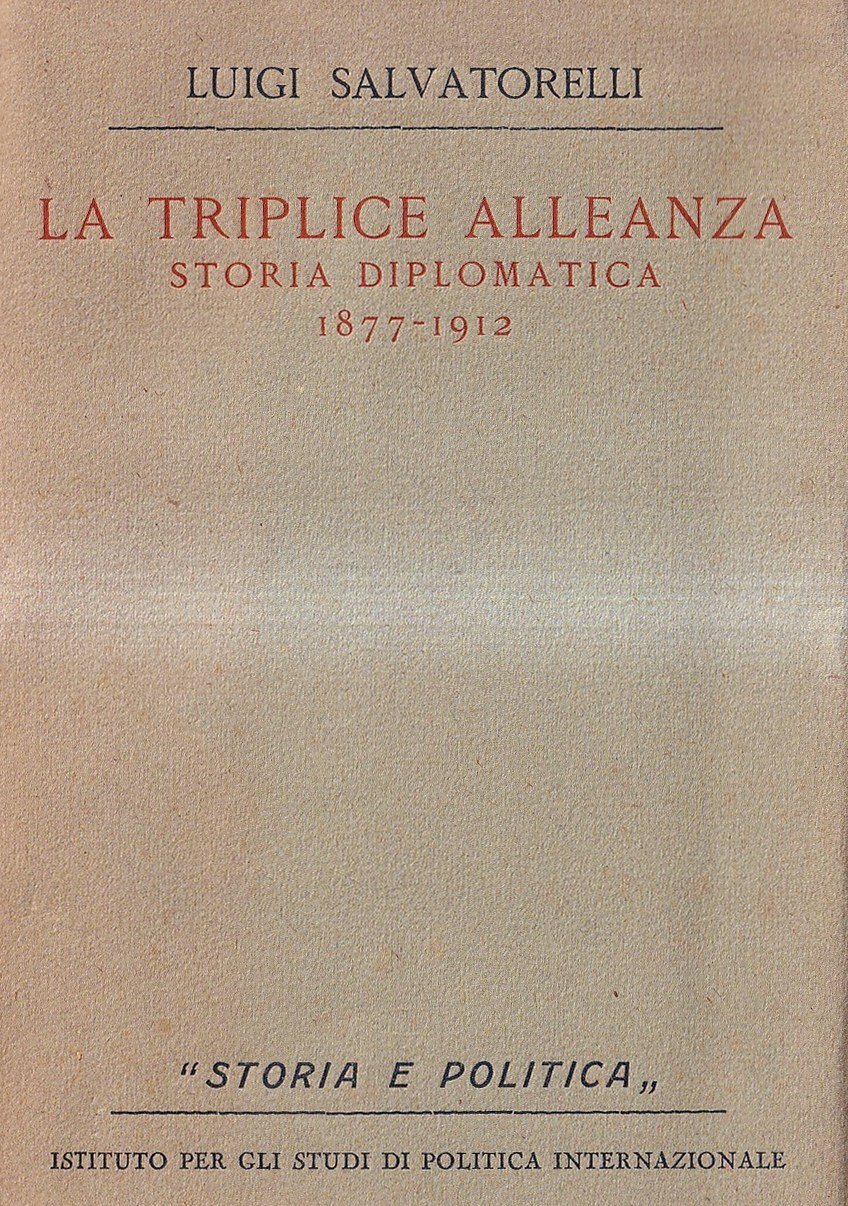 LUIGI SALVATORELLI
LA TRIPLICE ALLEANZA
STORIA DIPLOMATICA
1877-1912
“STORIA E POLITICA„
ISTITUTO PER GLI STUDI DI POLITICA INTERNAZIONALE